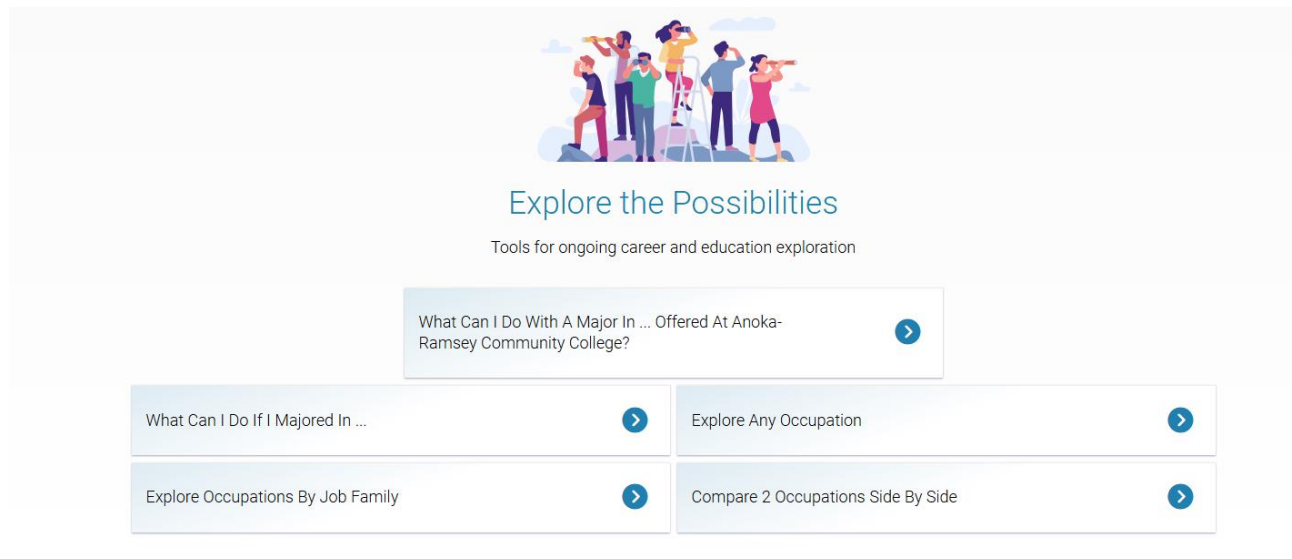 Explore the Possibilities
Tools for ongoing career and education exploration
What Can I Do With A Major In ... Offered At Anoka-
Ramsey Community College?
What Can I Do If I Majored In ...
Explore Any Occupation
Explore Occupations By Job Family
Compare 2 Occupations Side By Side